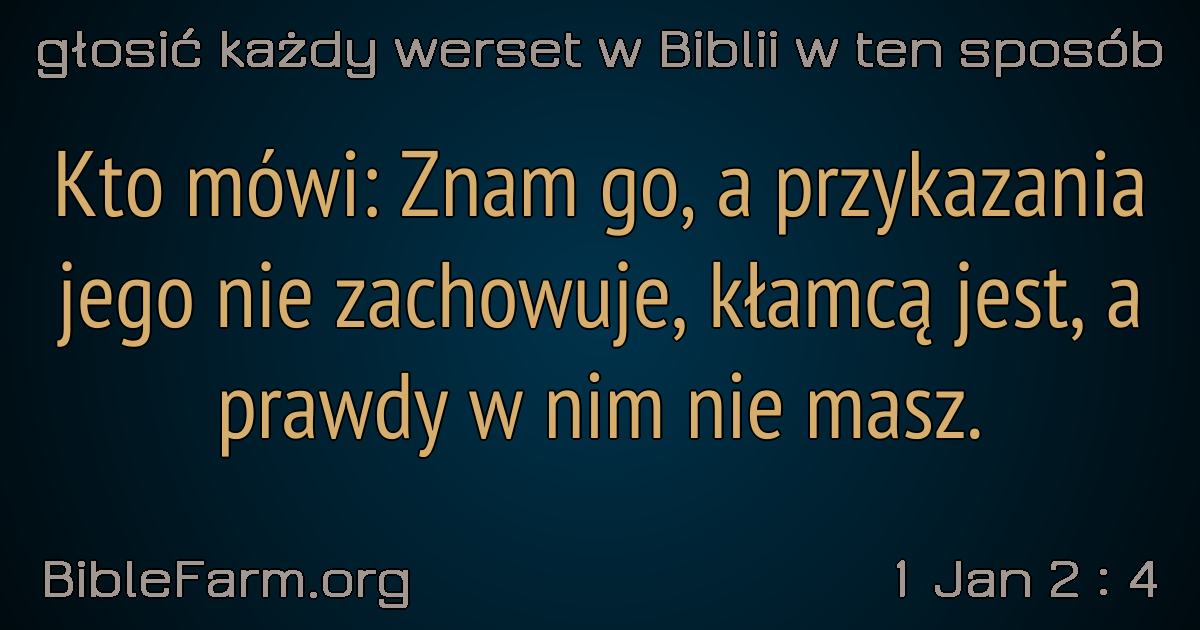 głosić każdy werset w Biblii w ten sposób
Kto mówi: Znam go, a przykazania
jego nie zachowuje, kłamcą jest, a
prawdy w nim nie masz.
BibleFarm.org
1 Jan 2 : 4